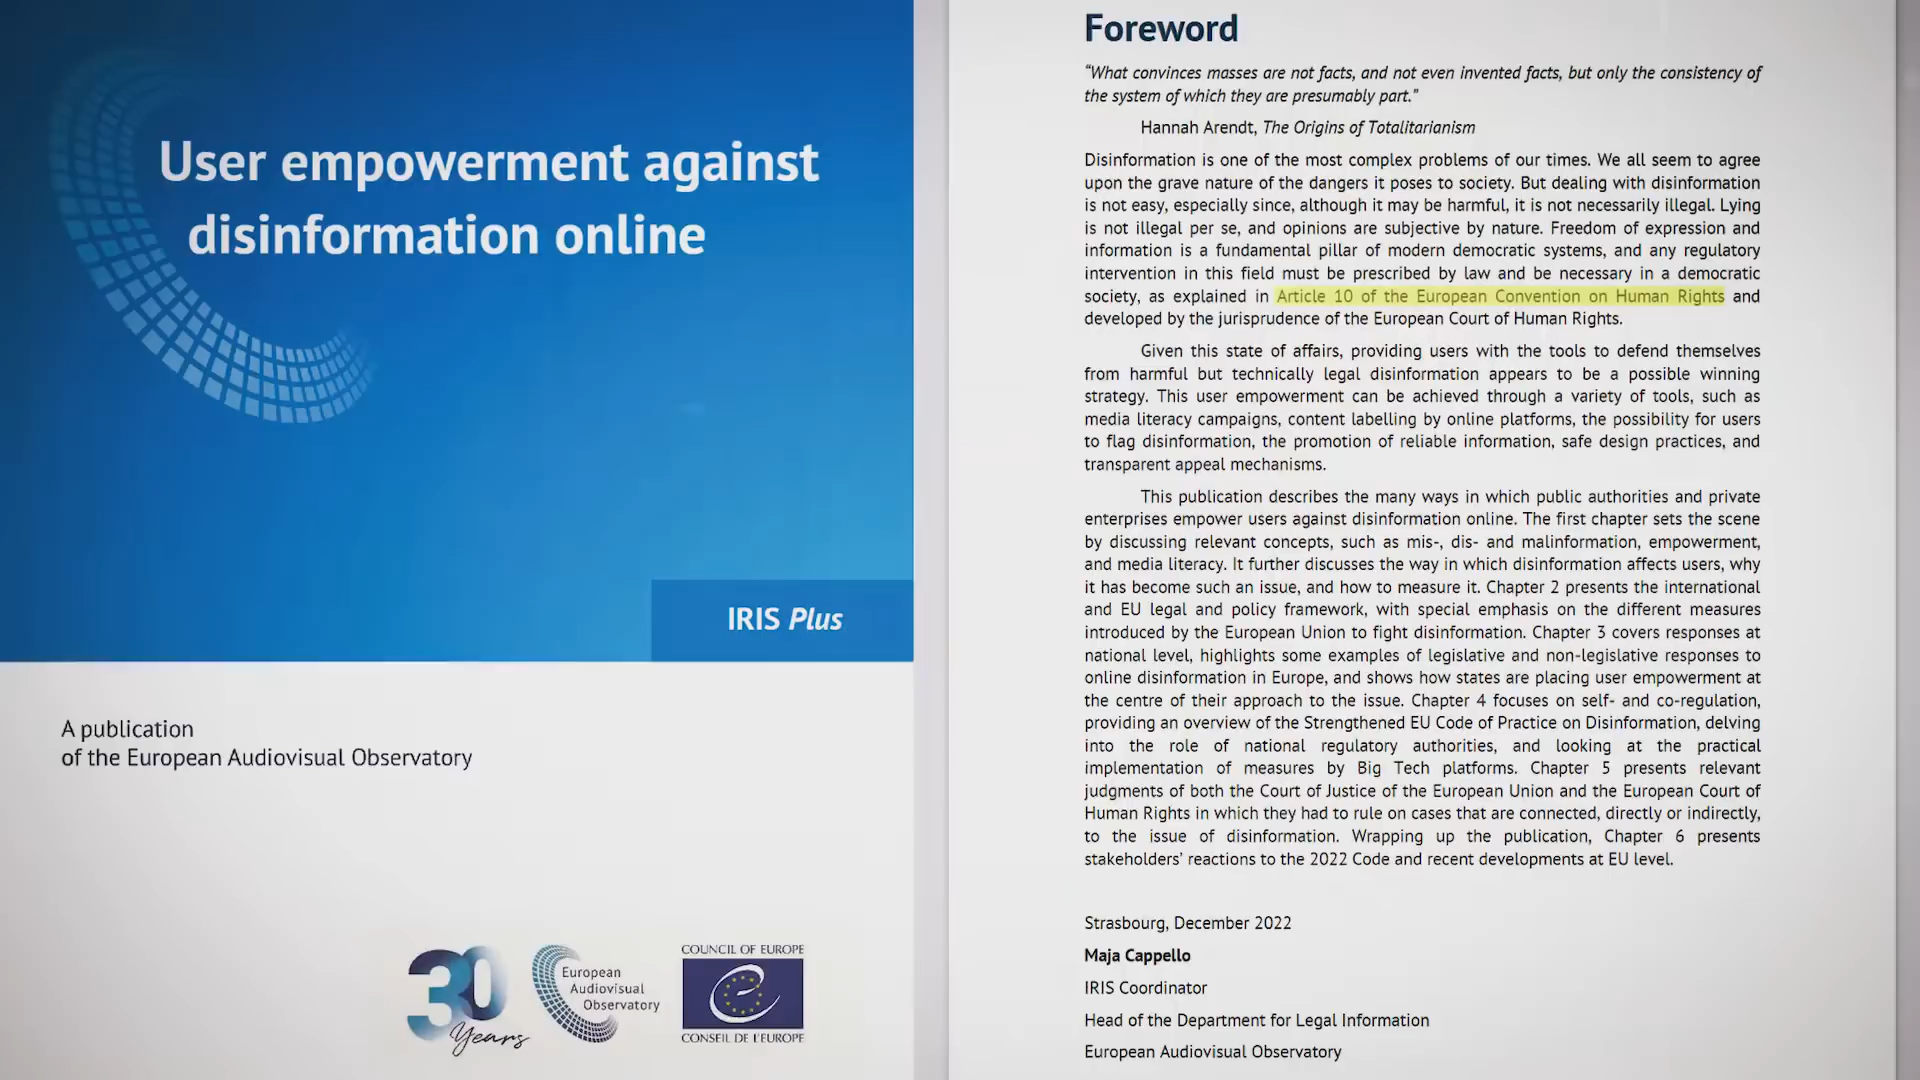 User empowerment against
disinformation online
IRIS Plus
A publication
of the European Audiovisual Observatory
30
Years
European
Audiovisual
Observatory
COUNCIL OF EUROPE
CONSEIL DE L'EUROPE
Foreword
“What convinces masses are not facts, and not even invented facts, but only the consistency of
the system of which they are presumably part.”
Hannah Arendt, The Origins of Totalitarianism
Disinformation is one of the most complex problems of our times. We all seem to agree
upon the grave nature of the dangers it poses to society. But dealing with disinformation
is not easy, especially since, although it may be harmful, it is not necessarily illegal. Lying
is not illegal per se, and opinions are subjective by nature. Freedom of expression and
information is a fundamental pillar of modern democratic systems, and any regulatory
intervention in this field must be prescribed by law and be necessary in a democratic
society, as explained in Article 10 of the European Convention on Human Rights and
developed by the jurisprudence of the European Court of Human Rights.
Given this state of affairs, providing users with the tools to defend themselves
from harmful but technically legal disinformation appears to be a possible winning
strategy. This user empowerment can be achieved through a variety of tools, such as
media literacy campaigns, content labelling by online platforms, the possibility for users
to flag disinformation, the promotion of reliable information, safe design practices, and
transparent appeal mechanisms.
This publication describes the many ways in which public authorities and private
enterprises empower users against disinformation online. The first chapter sets the scene
by discussing relevant concepts, such as mis-, dis- and malinformation, empowerment,
and media literacy. It further discusses the way in which disinformation affects users, why
it has become such an issue, and how to measure it. Chapter 2 presents the international
and EU legal and policy framework, with special emphasis on the different measures
introduced by the European Union to fight disinformation. Chapter 3 covers responses at
national level, highlights some examples of legislative and non-legislative responses to
online disinformation in Europe, and shows how states are placing user empowerment at
the centre of their approach to the issue. Chapter 4 focuses on self- and co-regulation,
providing an overview of the Strengthened EU Code of Practice on Disinformation, delving
into the role of national regulatory authorities, and looking at the practical
implementation of measures by Big Tech platforms. Chapter 5 presents relevant
judgments of both the Court of Justice of the European Union and the European Court of
Human Rights in which they had to rule on cases that are connected, directly or indirectly,
to the issue of disinformation. Wrapping up the publication, Chapter 6 presents
stakeholders’ reactions to the 2022 Code and recent developments at EU level.
Strasbourg, December 2022
Maja Cappello
IRIS Coordinator
Head of the Department for Legal Information
European Audiovisual Observatory